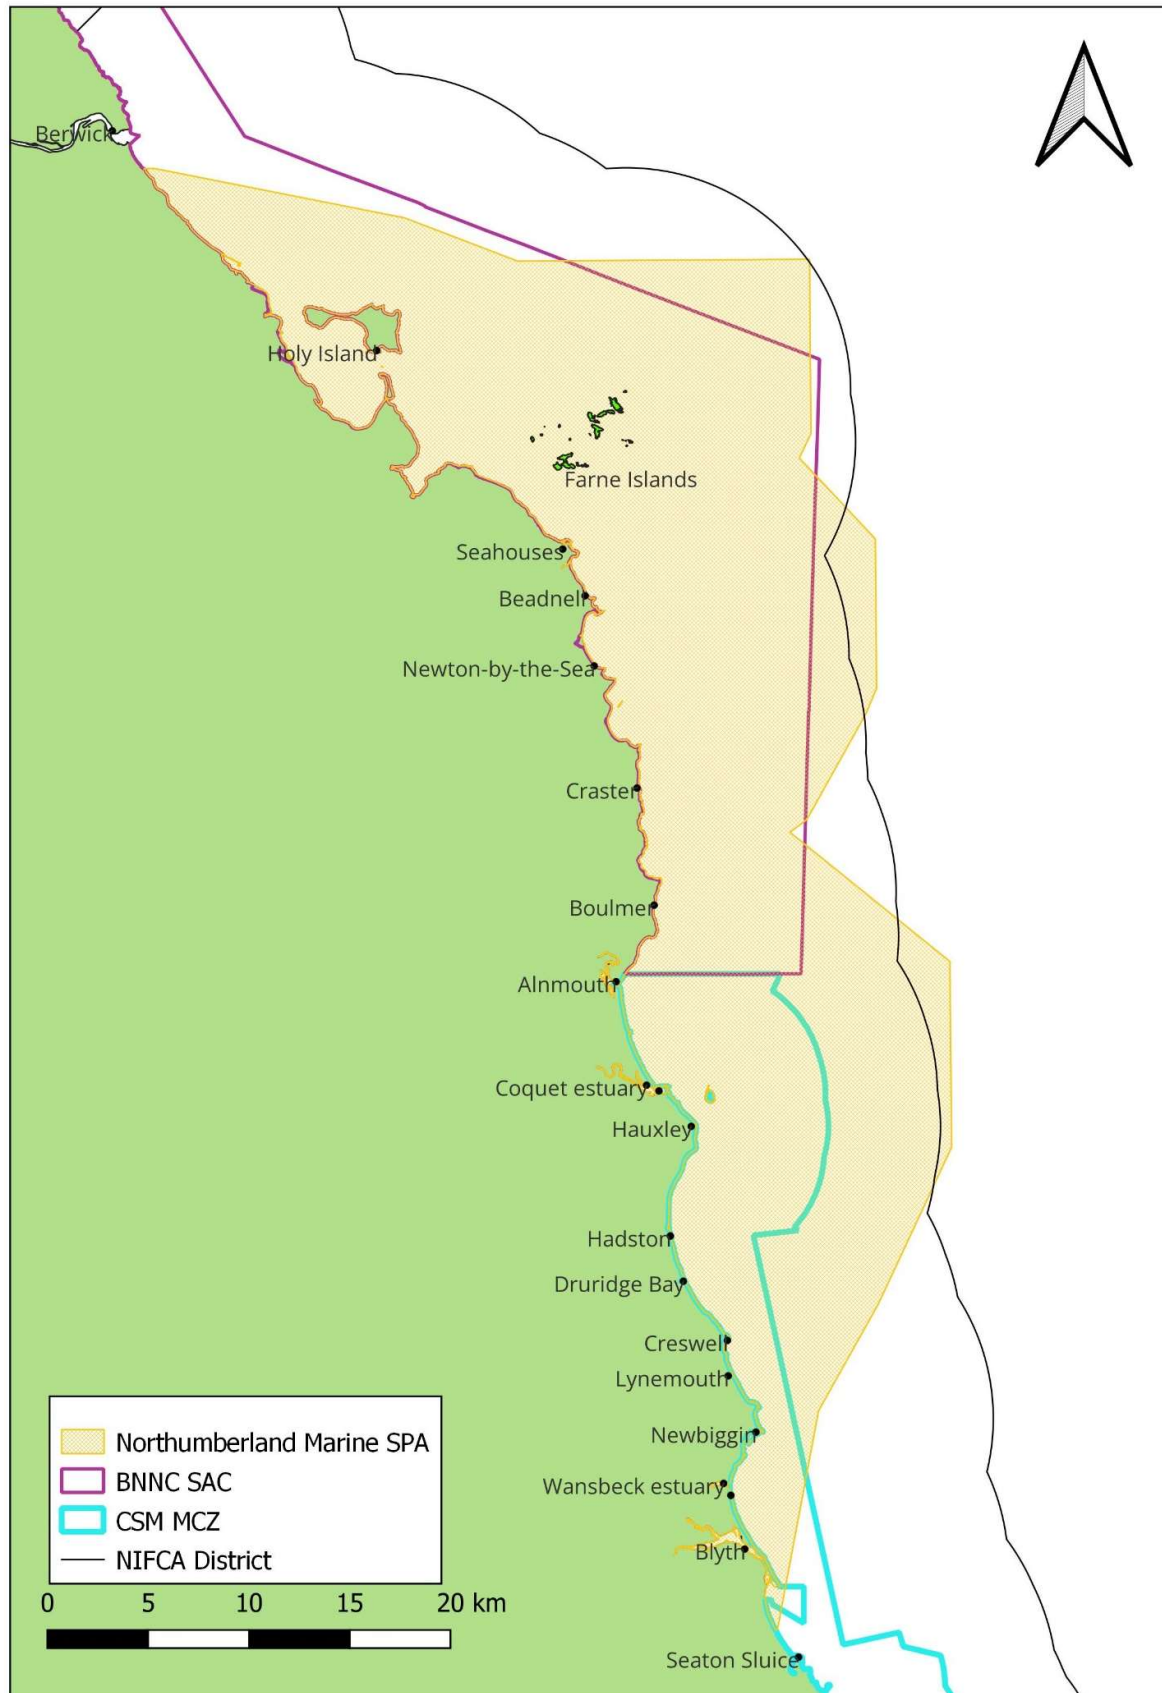 Berwick
Holy Island
Farne Islands
Seahouses
Beadnell
Newton-by-the-Sea
Craster
Boulmer
Alnmouth
Coquet estuary
Hauxley
Hadston
Druridge Bay
Creswell
Lynemouth
Newbiggin
Wansbeck estuary
Blyth
Seaton Sluice
Northumberland Marine SPA
BNNC SAC
CSM MCZ
NIFCA District
0 5 10 15 20 km